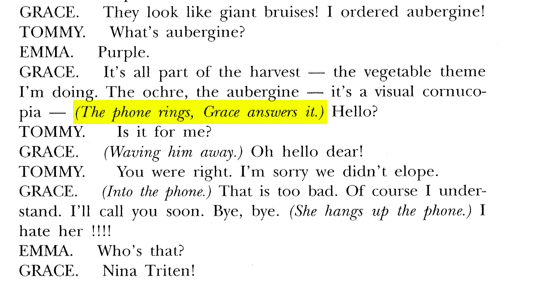 GRACE. They look like giant bruises! I ordered aubergine!
TOMMY. What's aubergine?
EMMA. Purple.
GRACE. It's all part of the harvest — the vegetable theme
I'm doing. The ochre, the aubergine — it's a visual cornuco-
pia — (The phone rings, Grace answers it.) Hello?
TOMMY. Is it for me?
GRACE. (Waving him away.) Oh hello dear!
TOMMY. You were right. I'm sorry we didn't elope.
GRACE. (Into the phone.) That is too bad. Of course I under-
stand. I'll call you soon. Bye, bye. (She hangs up the phone.) I
hate her !!!!
EMMA. Who's that?
GRACE. Nina Triten!